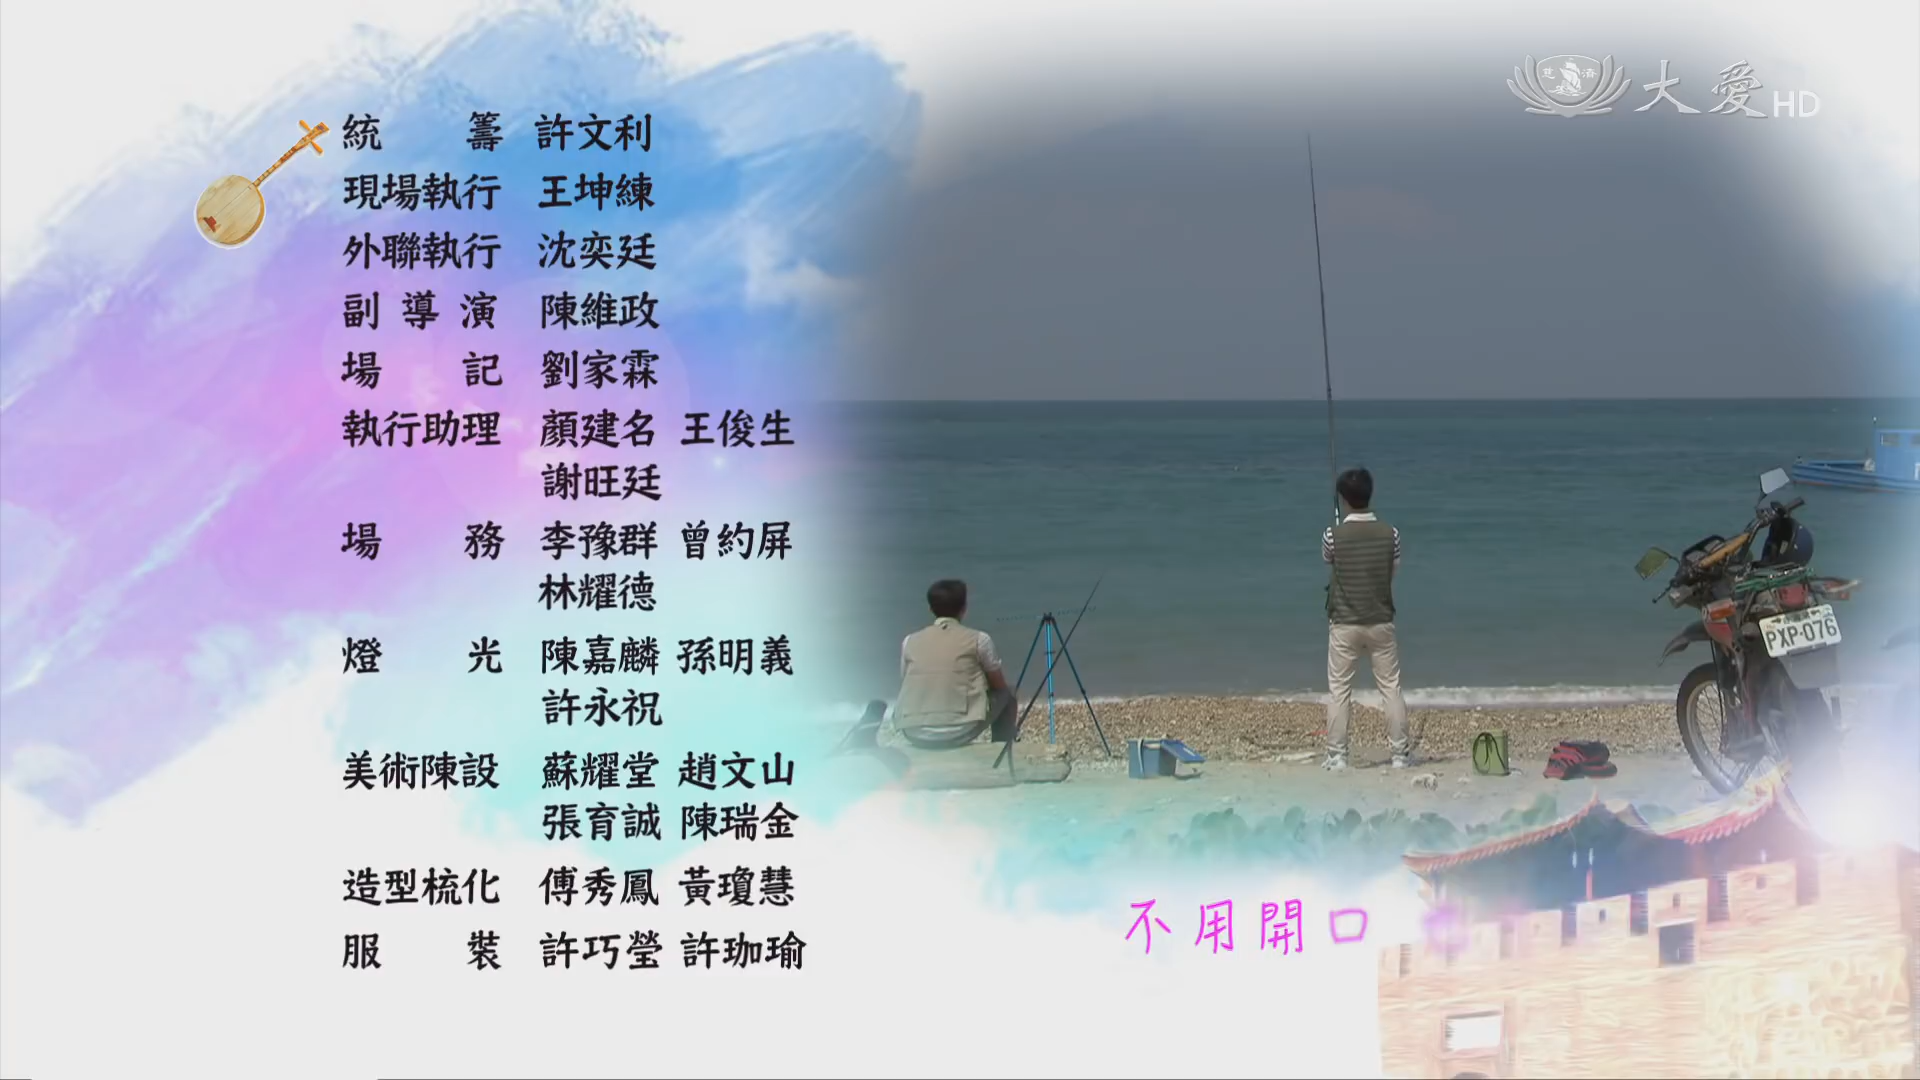 慈濟
大愛HD
統籌 許文利
現場執行 王坤練
外聯執行 沈奕廷
副導演 陳維政
場記 劉家霖
執行助理 顏建名 王俊生
謝旺廷
場務 李豫群 曾約屏
林耀德
燈光 陳嘉麟 孫明義
許永祝
美術陳設 蘇耀堂 趙文山
張育誠 陳瑞金
造型梳化 傅秀鳳 黃瓊慧
服裝 許巧瑩 許珈瑜
PXP-076
不用開口